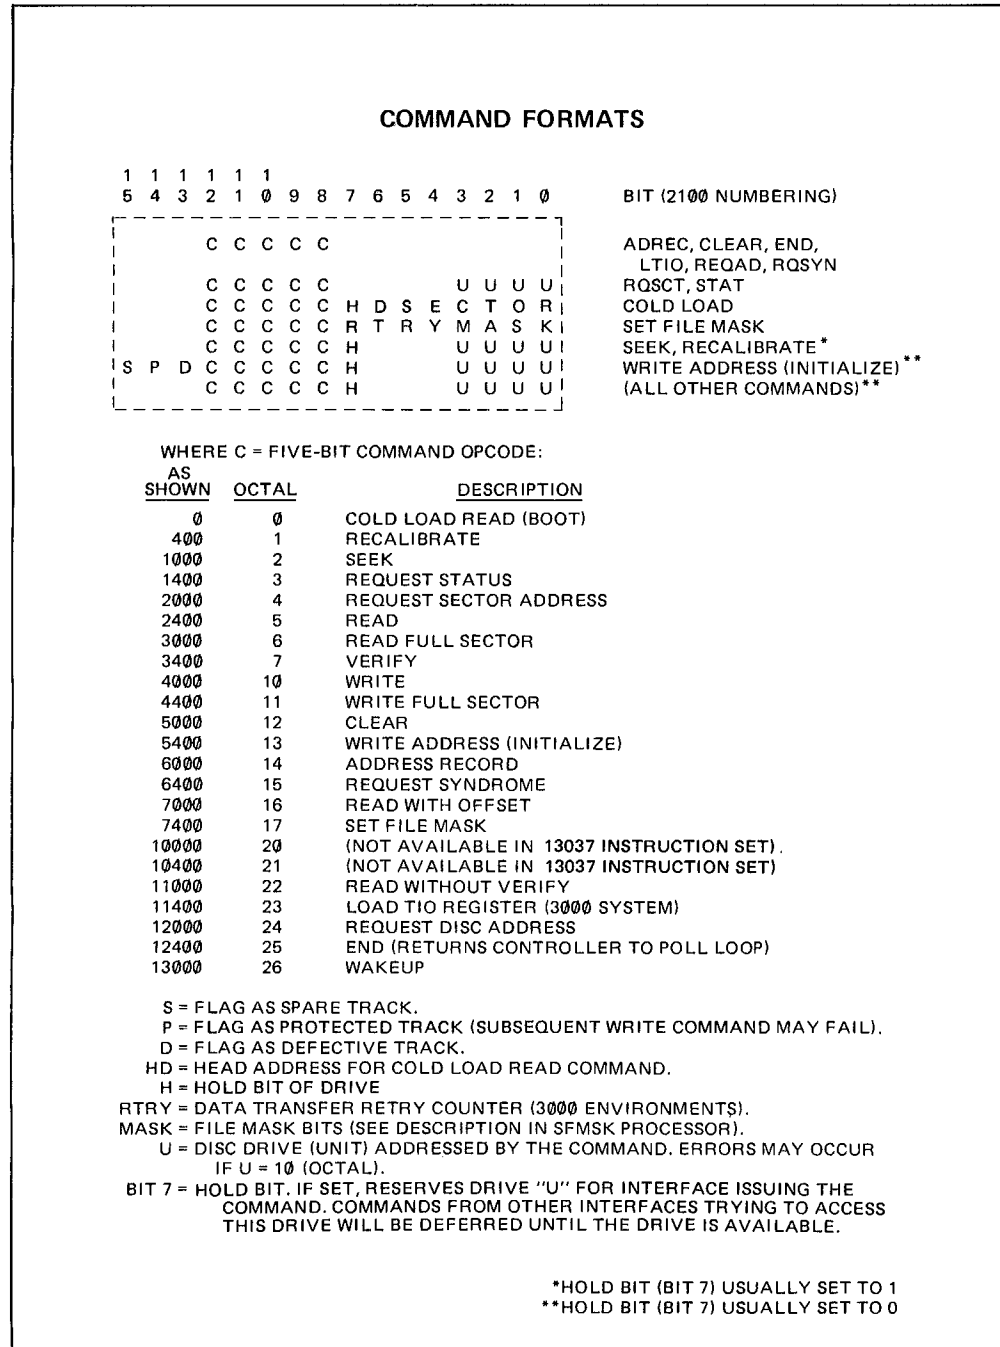 COMMAND FORMATS
1 1 1 1 1 1
5 4 3 2 1 0 9 8 7 6 5 4 3 2 1 0 BIT (2100 NUMBERING)
C C C C C ADREC, CLEAR, END,
LTIO, REQAD, RQSYN
C C C C C U U U U RQSCT, STAT
C C C C C H D S E C T O R COLD LOAD
C C C C C R T R Y M A S K SET FILE MASK
C C C C C H U U U U SEEK, RECALIBRATE*
S P D C C C C C H U U U U WRITE ADDRESS (INITIALIZE)**
C C C C C H U U U U (ALL OTHER COMMANDS)**
WHERE C = FIVE-BIT COMMAND OPCODE:
AS
SHOWN OCTAL DESCRIPTION
0 0 COLD LOAD READ (BOOT)
400 1 RECALIBRATE
1000 2 SEEK
1400 3 REQUEST STATUS
2000 4 REQUEST SECTOR ADDRESS
2400 5 READ
3000 6 READ FULL SECTOR
3400 7 VERIFY
4000 10 WRITE
4400 11 WRITE FULL SECTOR
5000 12 CLEAR
5400 13 WRITE ADDRESS (INITIALIZE)
6000 14 ADDRESS RECORD
6400 15 REQUEST SYNDROME
7000 16 READ WITH OFFSET
7400 17 SET FILE MASK
10000 20 (NOT AVAILABLE IN 13037 INSTRUCTION SET).
10400 21 (NOT AVAILABLE IN 13037 INSTRUCTION SET)
11000 22 READ WITHOUT VERIFY
11400 23 LOAD TIO REGISTER (3000 SYSTEM)
12000 24 REQUEST DISC ADDRESS
12400 25 END (RETURNS CONTROLLER TO POLL LOOP)
13000 26 WAKEUP
S = FLAG AS SPARE TRACK.
P = FLAG AS PROTECTED TRACK (SUBSEQUENT WRITE COMMAND MAY FAIL).
D = FLAG AS DEFECTIVE TRACK.
HD = HEAD ADDRESS FOR COLD LOAD READ COMMAND.
H = HOLD BIT OF DRIVE
RTRY = DATA TRANSFER RETRY COUNTER (3000 ENVIRONMENTS).
MASK = FILE MASK BITS (SEE DESCRIPTION IN SFMSK PROCESSOR).
U = DISC DRIVE (UNIT) ADDRESSED BY THE COMMAND. ERRORS MAY OCCUR
IF U = 10 (OCTAL).
BIT 7 = HOLD BIT. IF SET, RESERVES DRIVE "U" FOR INTERFACE ISSUING THE
COMMAND. COMMANDS FROM OTHER INTERFACES TRYING TO ACCESS
THIS DRIVE WILL BE DEFERRED UNTIL THE DRIVE IS AVAILABLE.
*HOLD BIT (BIT 7) USUALLY SET TO 1
**HOLD BIT (BIT 7) USUALLY SET TO 0